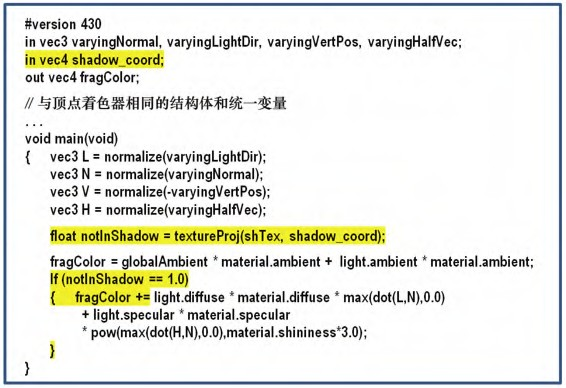 #version 430
in vec3 varyingNormal, varyingLightDir, varyingVertPos, varyingHalfVec;
in vec4 shadow_coord;
out vec4 fragColor;
// 与顶点着色器相同的结构体和统一变量
. . .
void main(void)
{ vec3 L = normalize(varyingLightDir);
vec3 N = normalize(varyingNormal);
vec3 V = normalize(-varyingVertPos);
vec3 H = normalize(varyingHalfVec);
float notInShadow = textureProj(shTex, shadow_coord);
fragColor = globalAmbient * material.ambient + light.ambient * material.ambient;
If (notInShadow == 1.0)
{ fragColor += light.diffuse * material.diffuse * max(dot(L,N),0.0)
+ light.specular * material.specular
* pow(max(dot(H,N),0.0),material.shininess*3.0);
}
}